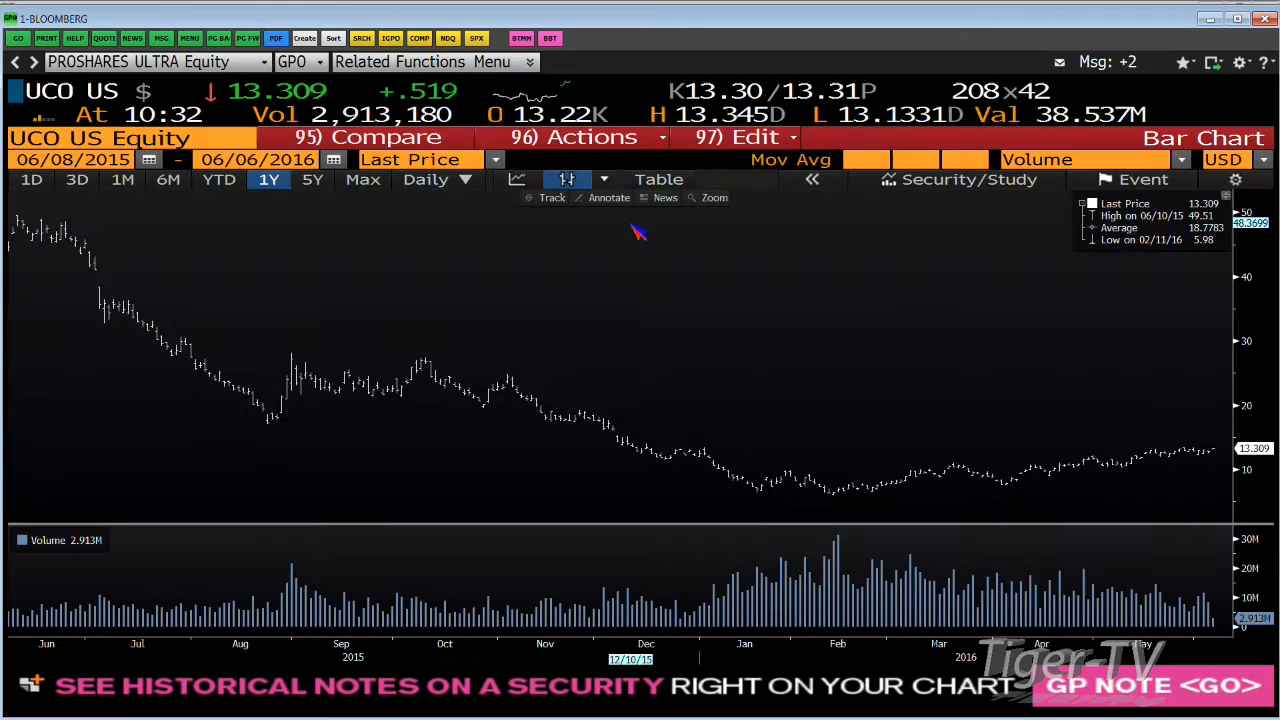 1-BLOOMBERG
GO PRINT HELP QUOTE NEWS MSG MENU PG BA PG FW PDF Create Sort SRCH IGPO COMP NDQ SPX BTMM BBT
PROSHARES ULTRA Equity GPO Related Functions Menu Msg: +2
UCO US $ ↓ 13.309 +.519 K13.30/13.31P 208x42
At 10:32 Vol 2,913,180 O 13.22K H 13.345D L 13.1331D Val 38.537M
UCO US Equity 95) Compare 96) Actions 97) Edit Bar Chart
06/08/2015 - 06/06/2016 Last Price Mov Avg Volume USD
1D 3D 1M 6M YTD 1Y 5Y Max Daily ▼ Table « Security/Study Event
Track Annotate News Zoom
Last Price 13.309
High on 06/10/15 49.51
Average 18.7783
Low on 02/11/16 5.98
50
48.3699
40
30
20
13.309
10
Volume 2.913M
30M
20M
10M
2.913M
0
Jun Jul Aug Sep Oct Nov Dec Jan Feb Mar Apr May
2015 12/10/15 2016
Tiger-TV
SEE HISTORICAL NOTES ON A SECURITY RIGHT ON YOUR CHART GP NOTE <GO>